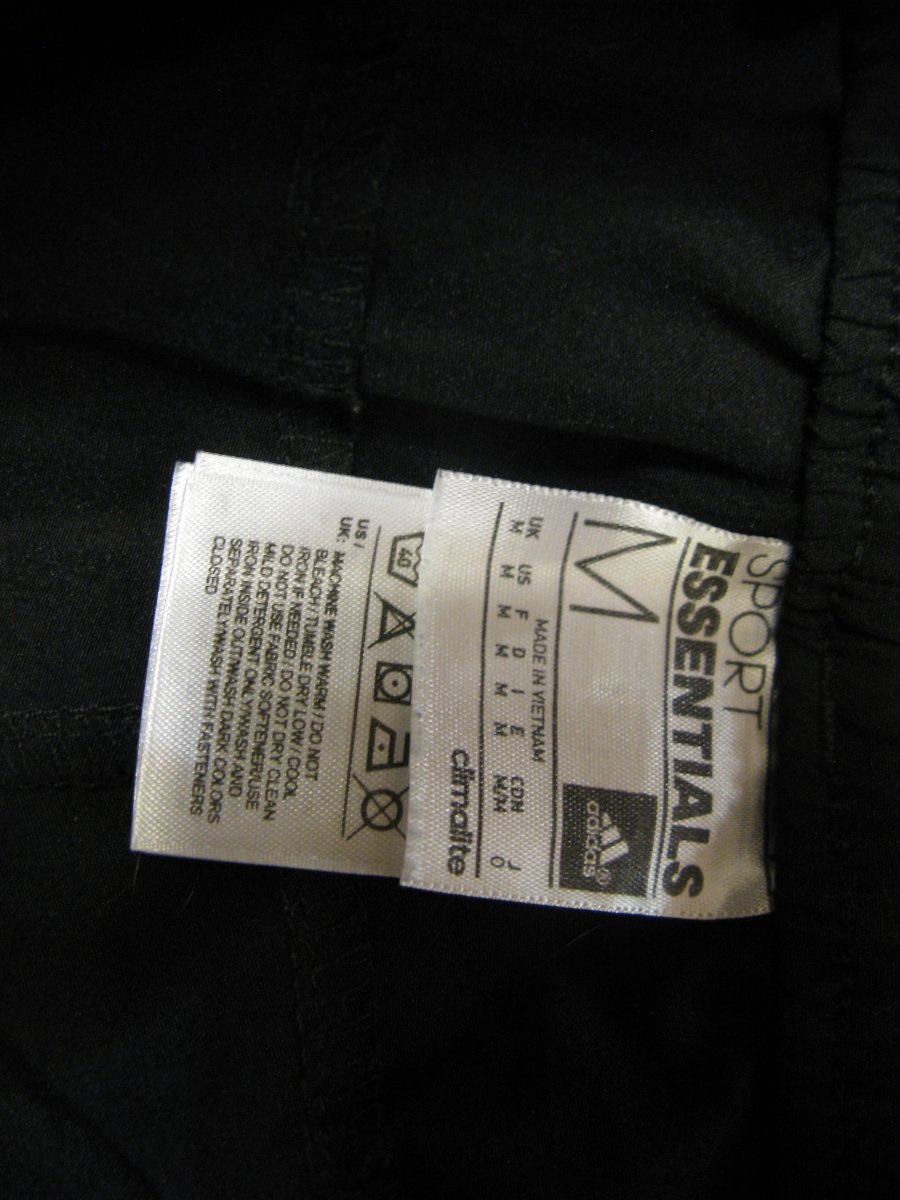 SPORT
ESSENTIALS
M
adidas®
MADE IN VIETNAM
UK US F D I E CDN J
M M M M M M M/M O
climalite
40
US /
UK: MACHINE WASH WARM / DO NOT
BLEACH / TUMBLE DRY LOW / COOL
IRON IF NEEDED / DO NOT DRY CLEAN
DO NOT USE FABRIC SOFTENER/USE
MILD DETERGENT ONLY/WASH AND
IRON INSIDE OUT/WASH DARK COLORS
SEPARATELY/WASH WITH FASTENERS
CLOSED